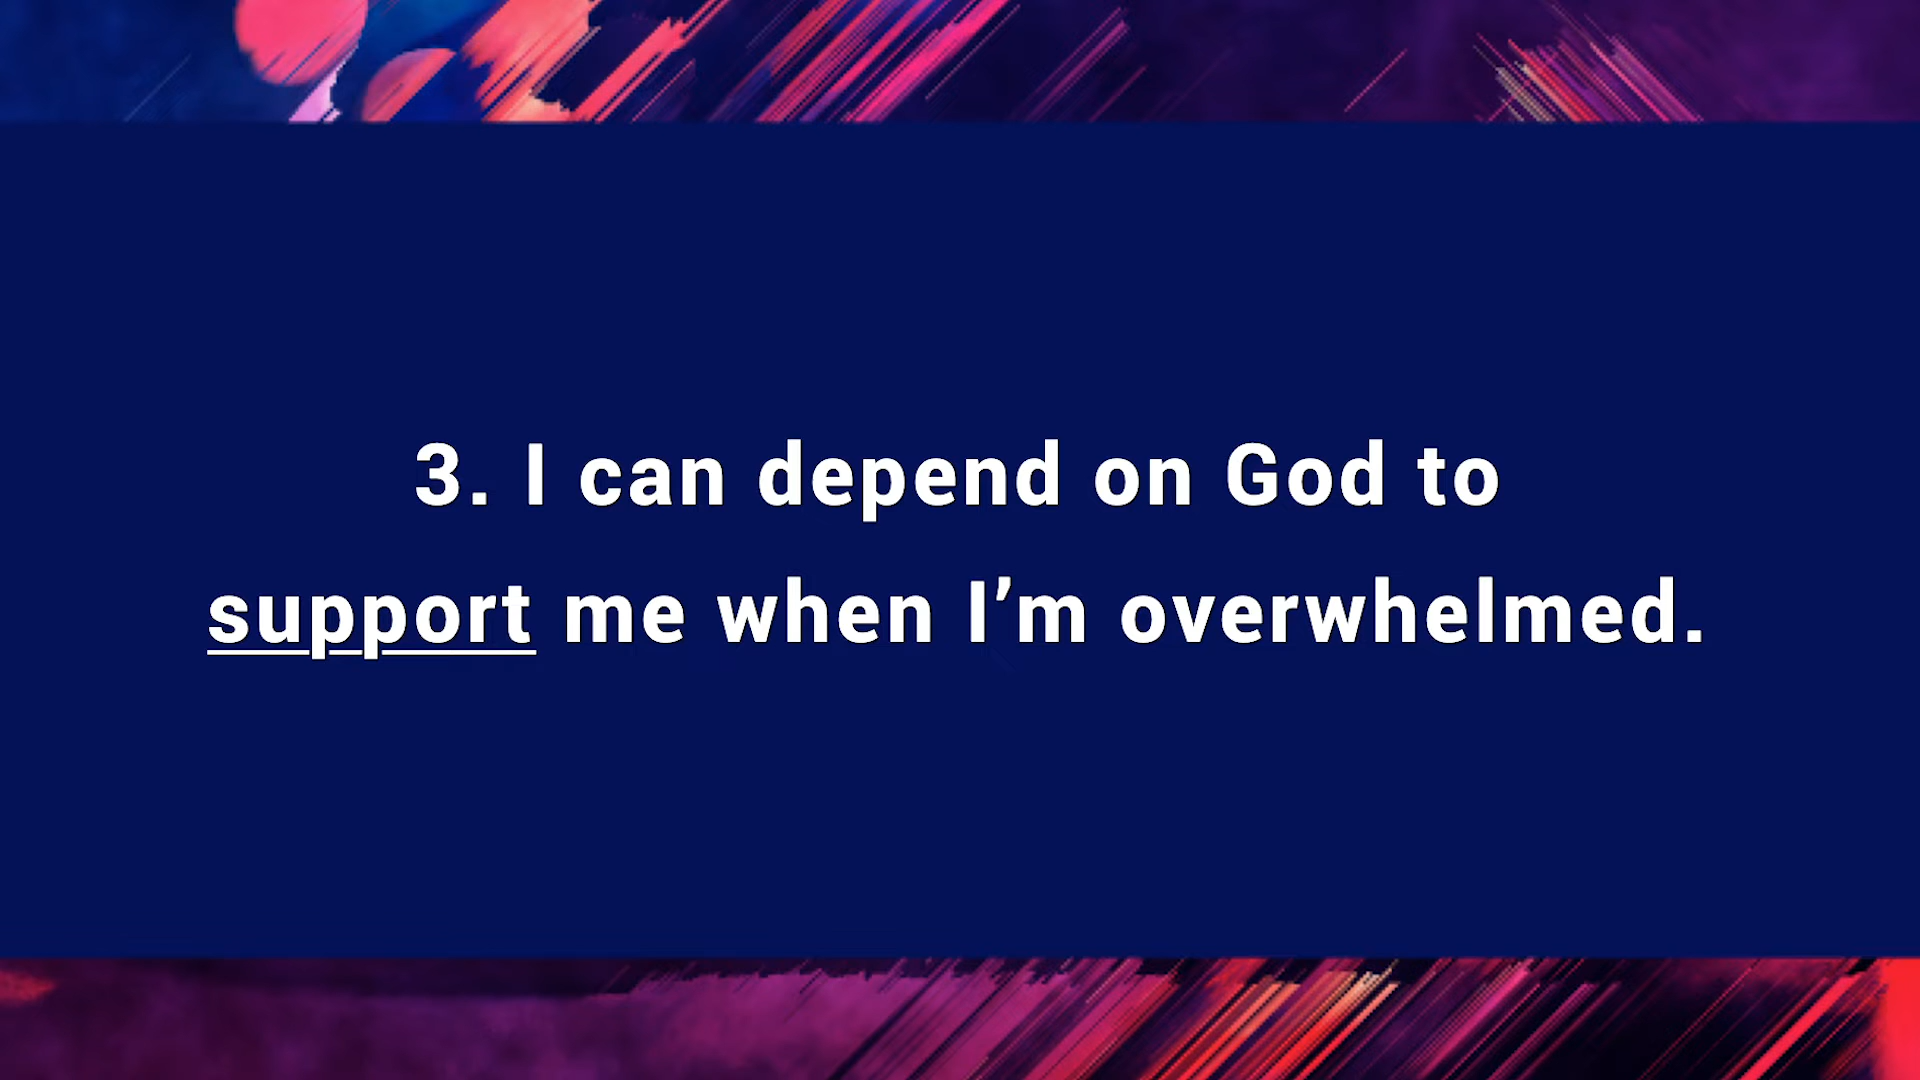 3. I can depend on God to
support me when I’m overwhelmed.